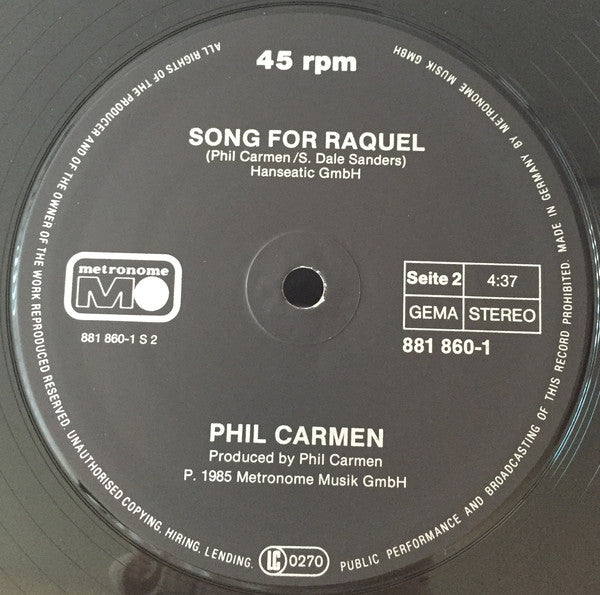 45 rpm
SONG FOR RAQUEL
(Phil Carmen/S. Dale Sanders)
Hanseatic GmbH
metronome
M
881 860-1 S 2
Seite 2 4:37
GEMA STEREO
881 860-1
PHIL CARMEN
Produced by Phil Carmen
P. 1985 Metronome Musik GmbH
ALL RIGHTS OF THE PRODUCER AND OF THE OWNER OF THE WORK REPRODUCED RESERVED. UNAUTHORISED COPYING, HIRING, LENDING, PUBLIC PERFORMANCE AND BROADCASTING OF THIS RECORD PROHIBITED. MADE IN GERMANY BY METRONOME MUSIK GMBH
LC 0270